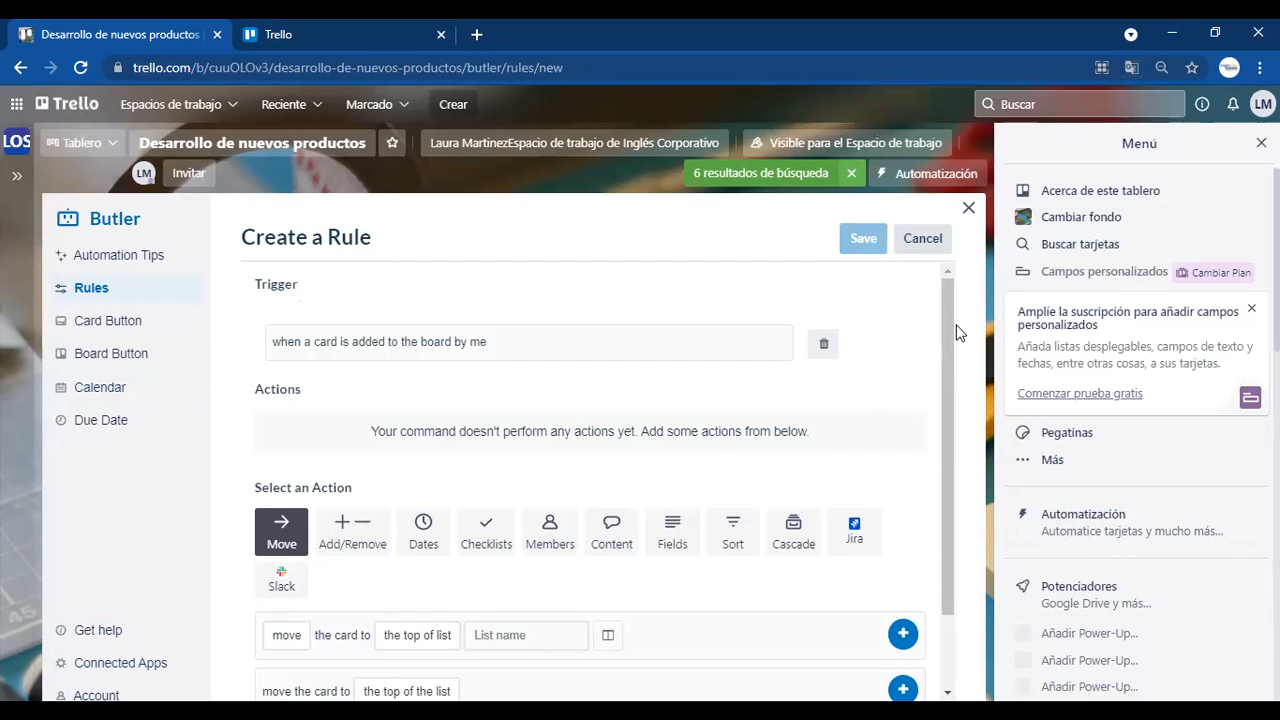 Desarrollo de nuevos productos
Trello
trello.com/b/cuuOLOv3/desarrollo-de-nuevos-productos/butler/rules/new
Trello
Espacios de trabajo
Reciente
Marcado
Crear
Buscar
LM
LOS
Tablero
Desarrollo de nuevos productos
Laura MartinezEspacio de trabajo de Inglés Corporativo
Visible para el Espacio de trabajo
LM
Invitar
6 resultados de búsqueda
Automatización
Butler
Automation Tips
Rules
Card Button
Board Button
Calendar
Due Date
Get help
Connected Apps
Account
Create a Rule
Save
Cancel
Trigger
when a card is added to the board by me
Actions
Your command doesn't perform any actions yet. Add some actions from below.
Select an Action
Move
Add/Remove
Dates
Checklists
Members
Content
Fields
Sort
Cascade
Jira
Slack
move the card to the top of list List name
move the card to the top of the list
Menú
Acerca de este tablero
Cambiar fondo
Buscar tarjetas
Campos personalizados Cambiar Plan
Amplíe la suscripción para añadir campos
personalizados
Añada listas desplegables, campos de texto y
fechas, entre otras cosas, a sus tarjetas.
Comenzar prueba gratis
Pegatinas
Más
Automatización
Automatice tarjetas y mucho más...
Potenciadores
Google Drive y más...
Añadir Power-Up...
Añadir Power-Up...
Añadir Power-Up...